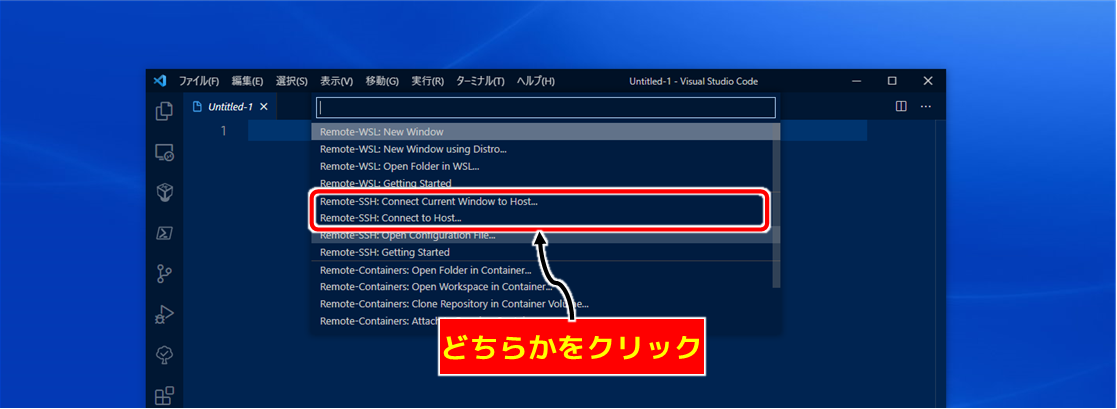 ファイル(F) 編集(E) 選択(S) 表示(V) 移動(G) 実行(R) ターミナル(T) ヘルプ(H) Untitled-1 - Visual Studio Code
Untitled-1
1
Remote-WSL: New Window
Remote-WSL: New Window using Distro...
Remote-WSL: Open Folder in WSL...
Remote-WSL: Getting Started
Remote-SSH: Connect Current Window to Host...
Remote-SSH: Connect to Host...
Remote-SSH: Open Configuration File...
Remote-SSH: Getting Started
Remote-Containers: Open Folder in Container...
Remote-Containers: Open Workspace in Container...
Remote-Containers: Clone Repository in Container Volume...
Remote-Containers: Attach
どちらかをクリック